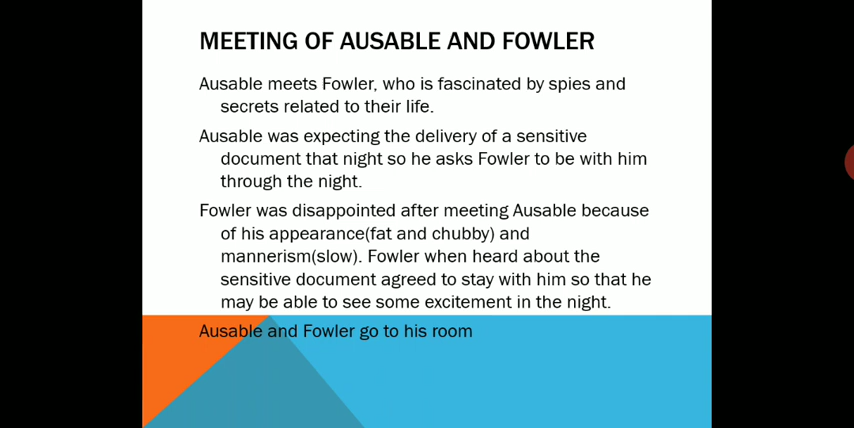 MEETING OF AUSABLE AND FOWLER
Ausable meets Fowler, who is fascinated by spies and
secrets related to their life.
Ausable was expecting the delivery of a sensitive
document that night so he asks Fowler to be with him
through the night.
Fowler was disappointed after meeting Ausable because
of his appearance(fat and chubby) and
mannerism(slow). Fowler when heard about the
sensitive document agreed to stay with him so that he
may be able to see some excitement in the night.
Ausable and Fowler go to his room